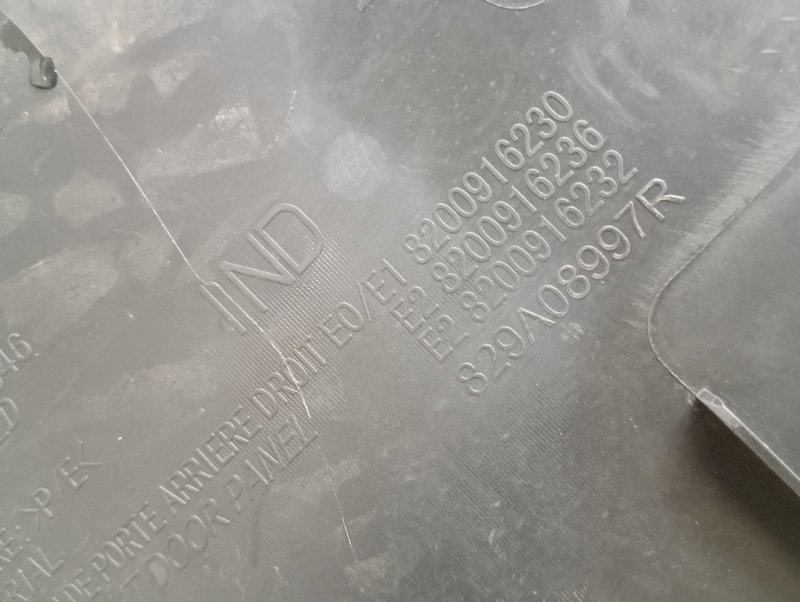 IND
DE PORTE ARRIERE DROIT E0/E1 8200916230
E2 8200916236
E2 8200916232
829A08997R
DOOR PANEL
>P/E<